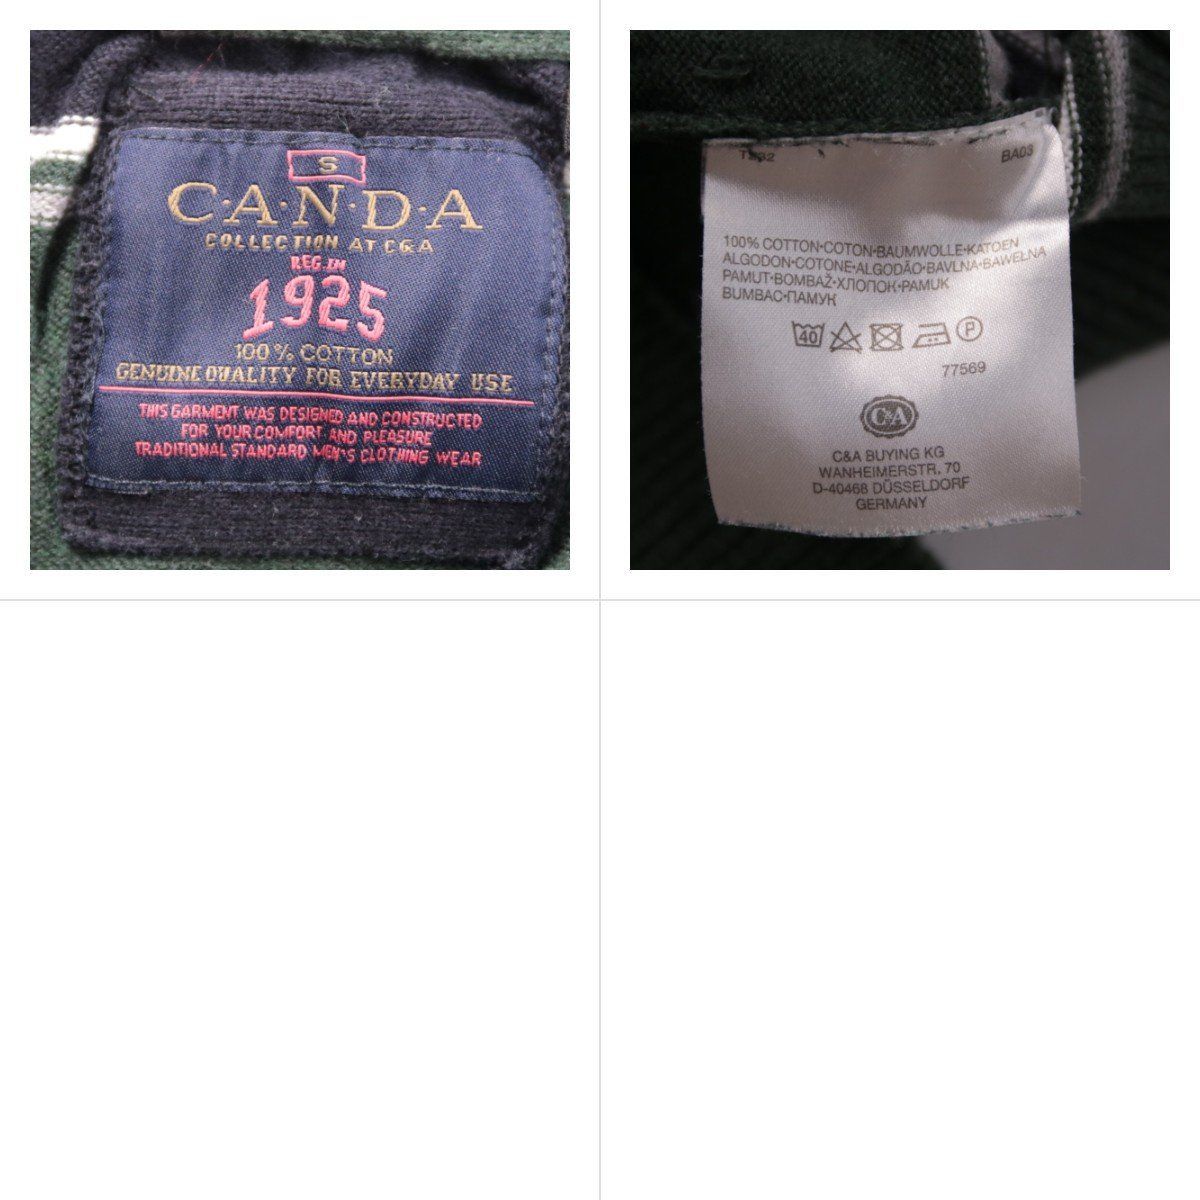 S
C·A·N·D·A
COLLECTION AT C&A
REG.IN
1925
100% COTTON
GENUINE QUALITY FOR EVERYDAY USE
THIS GARMENT WAS DESIGNED AND CONSTRUCTED
FOR YOUR COMFORT AND PLEASURE
TRADITIONAL STANDARD MEN'S CLOTHING WEAR
BA03
100% COTTON·COTON·BAUMWOLLE·KATOEN
ALGODON·COTONE·ALGODÃO·BAVLNA·BAWEŁNA
PAMUT·BOMBAŽ·ХЛОПОК·PAMUK
BUMBAC·ПАМУК
40 P
77569
C&A
C&A BUYING KG
WANHEIMERSTR. 70
D-40468 DÜSSELDORF
GERMANY